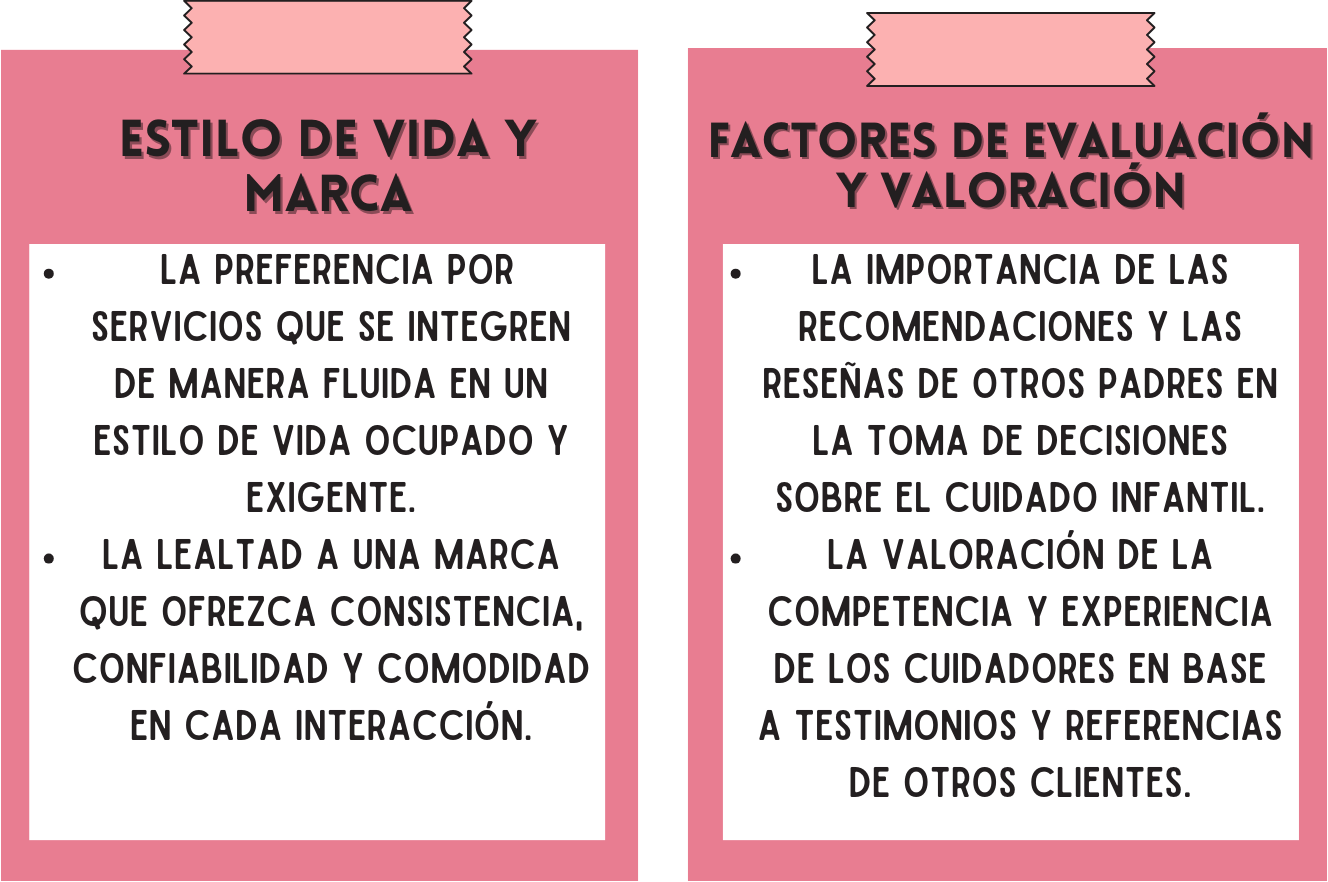 ESTILO DE VIDA Y
MARCA
• LA PREFERENCIA POR
SERVICIOS QUE SE INTEGREN
DE MANERA FLUIDA EN UN
ESTILO DE VIDA OCUPADO Y
EXIGENTE.
• LA LEALTAD A UNA MARCA
QUE OFREZCA CONSISTENCIA,
CONFIABILIDAD Y COMODIDAD
EN CADA INTERACCIÓN.
FACTORES DE EVALUACIÓN
Y VALORACIÓN
• LA IMPORTANCIA DE LAS
RECOMENDACIONES Y LAS
RESEÑAS DE OTROS PADRES EN
LA TOMA DE DECISIONES
SOBRE EL CUIDADO INFANTIL.
• LA VALORACIÓN DE LA
COMPETENCIA Y EXPERIENCIA
DE LOS CUIDADORES EN BASE
A TESTIMONIOS Y REFERENCIAS
DE OTROS CLIENTES.